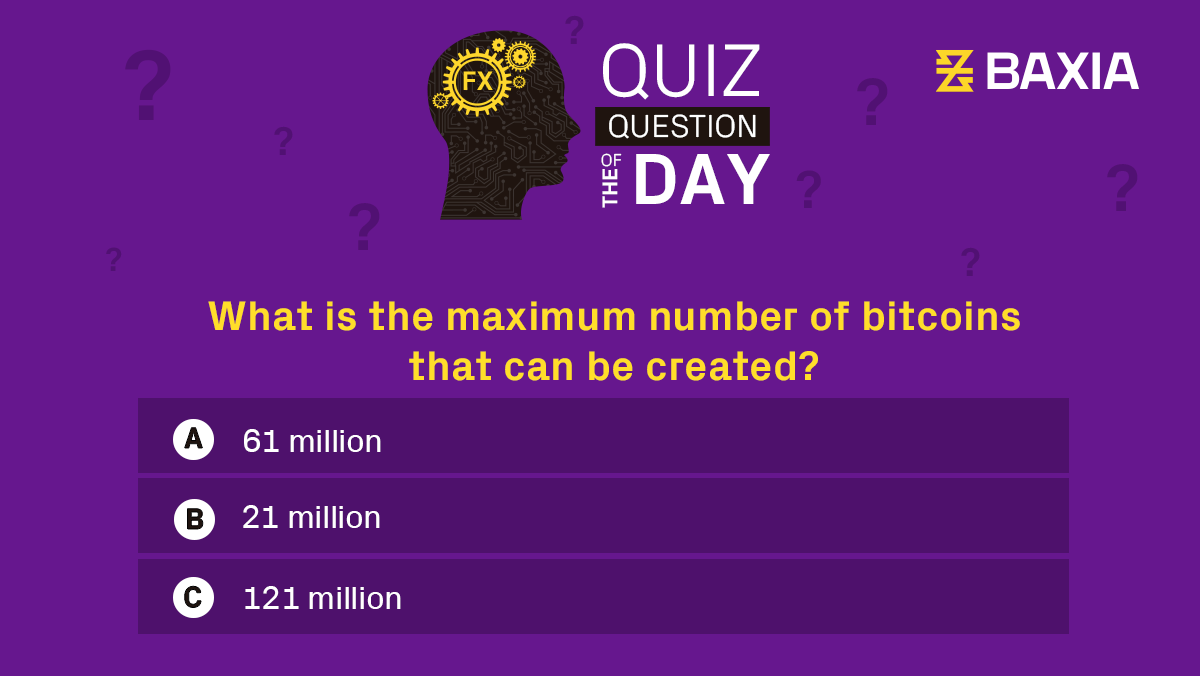 FX
QUIZ
QUESTION
OF THE DAY
BAXIA
What is the maximum number of bitcoins
that can be created?
A 61 million
B 21 million
C 121 million